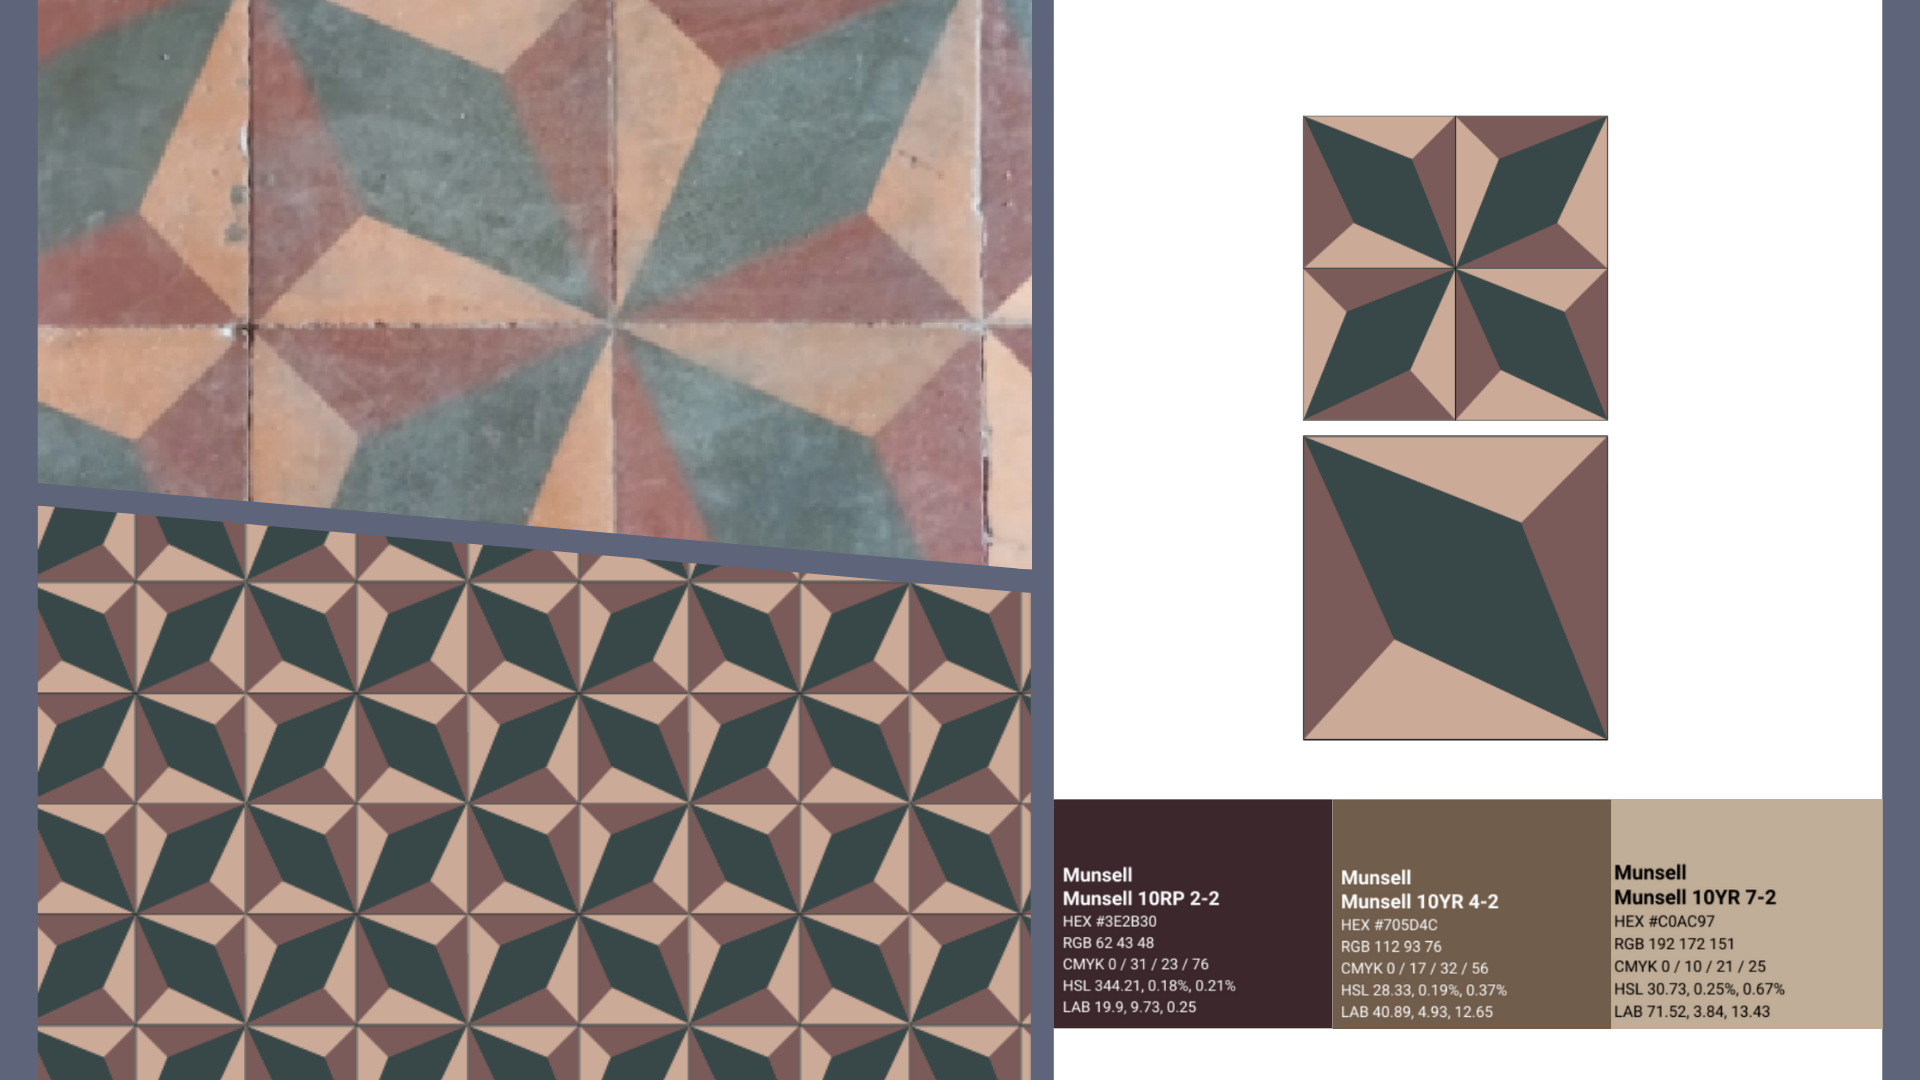 Munsell
Munsell 10RP 2-2
HEX #3E2B30
RGB 62 43 48
CMYK 0 / 31 / 23 / 76
HSL 344.21, 0.18%, 0.21%
LAB 19.9, 9.73, 0.25
Munsell
Munsell 10YR 4-2
HEX #705D4C
RGB 112 93 76
CMYK 0 / 17 / 32 / 56
HSL 28.33, 0.19%, 0.37%
LAB 40.89, 4.93, 12.65
Munsell
Munsell 10YR 7-2
HEX #C0AC97
RGB 192 172 151
CMYK 0 / 10 / 21 / 25
HSL 30.73, 0.25%, 0.67%
LAB 71.52, 3.84, 13.43